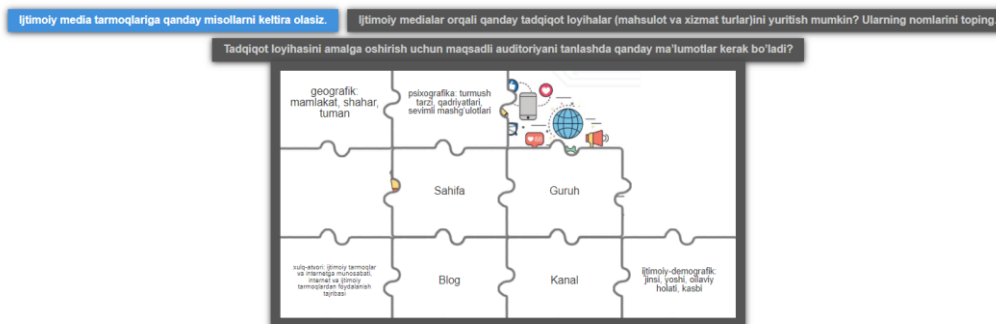 Ijtimoiy media tarmoqlariga qanday misollarni keltira olasiz.
Ijtimoiy medialar orqali qanday tadqiqot loyihalar (mahsulot va xizmat turlar)ini yuritish mumkin? Ularning nomlarini toping.
Tadqiqot loyihasini amalga oshirish uchun maqsadli auditoriyani tanlashda qanday ma'lumotlar kerak bo'ladi?
geografik:
mamlakat, shahar,
tuman
psixografika: turmush
tarzi, qadriyatlari,
sevimli mashg'ulotlari
Sahifa
Guruh
xulq-atvori: ijtimoiy tarmoqlar
va internetga munosabati,
internet va ijtimoiy
tarmoqlardan foydalanish
tajribasi
Blog
Kanal
ijtimoiy-demografik:
jinsi, yoshi, oilaviy
holati, kasbi